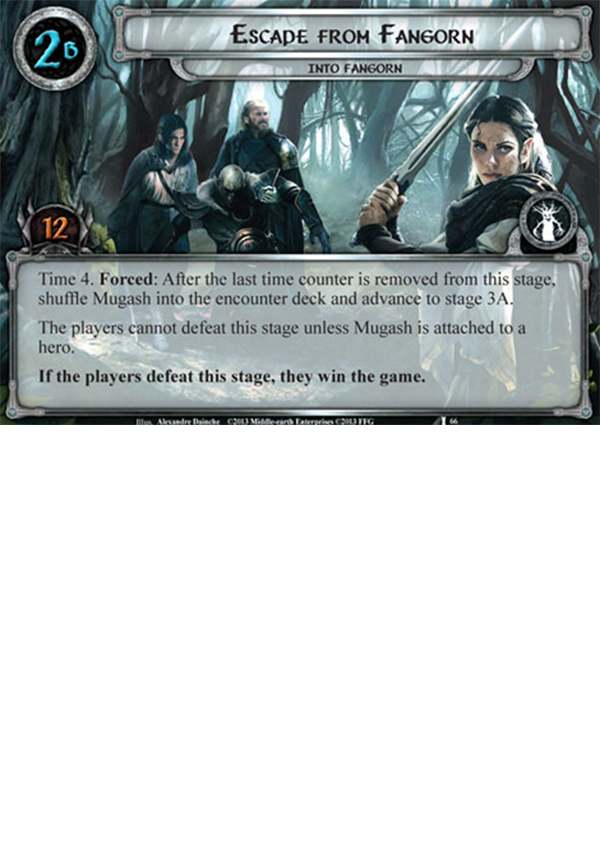 2B
ESCAPE FROM FANGORN
INTO FANGORN
12
Time 4. Forced: After the last time counter is removed from this stage,
shuffle Mugash into the encounter deck and advance to stage 3A.
The players cannot defeat this stage unless Mugash is attached to a
hero.
If the players defeat this stage, they win the game.
Illus. Alexandre Dainche ©2013 Middle-earth Enterprises ©2013 FFG 66